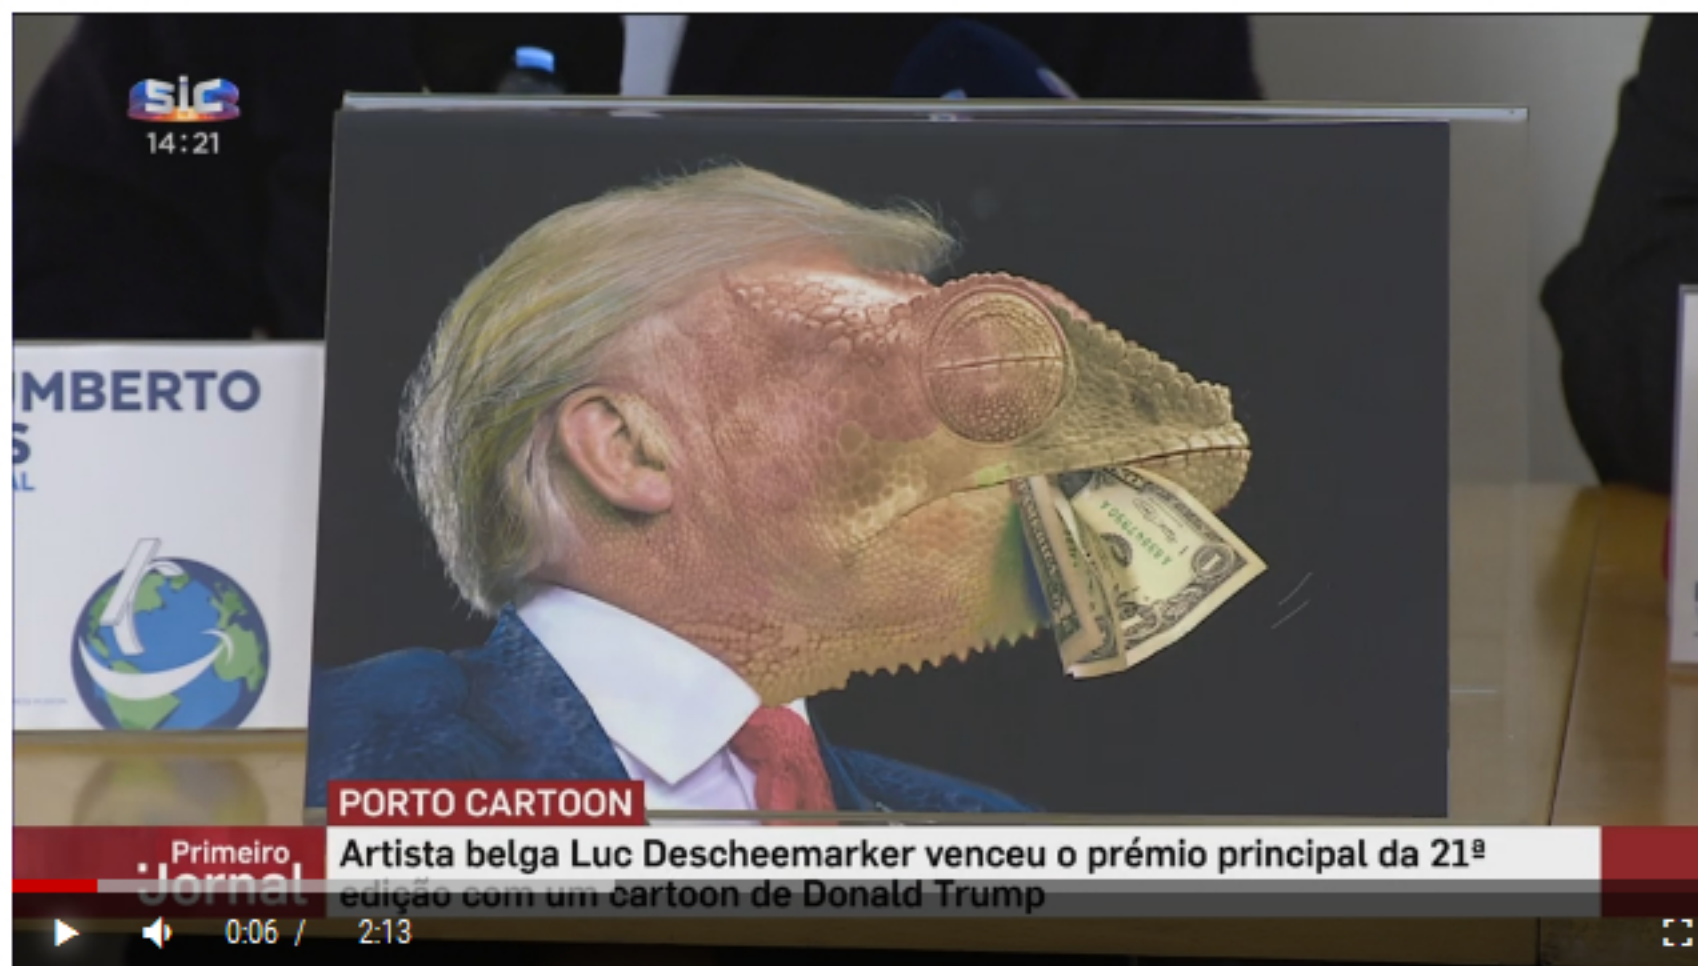 SIC
14:21
UMBERTO
S
AL
PORTO CARTOON
Primeiro
Jornal
Artista belga Luc Descheemarker venceu o prémio principal da 21ª
edição com um cartoon de Donald Trump
0:06 / 2:13